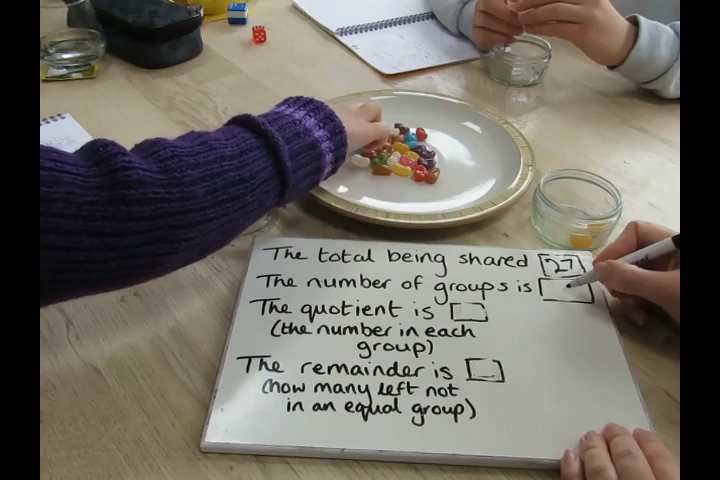 The total being shared 27
The number of groups is
The quotient is
(the number in each
group)
The remainder is
(how many left not
in an equal group)